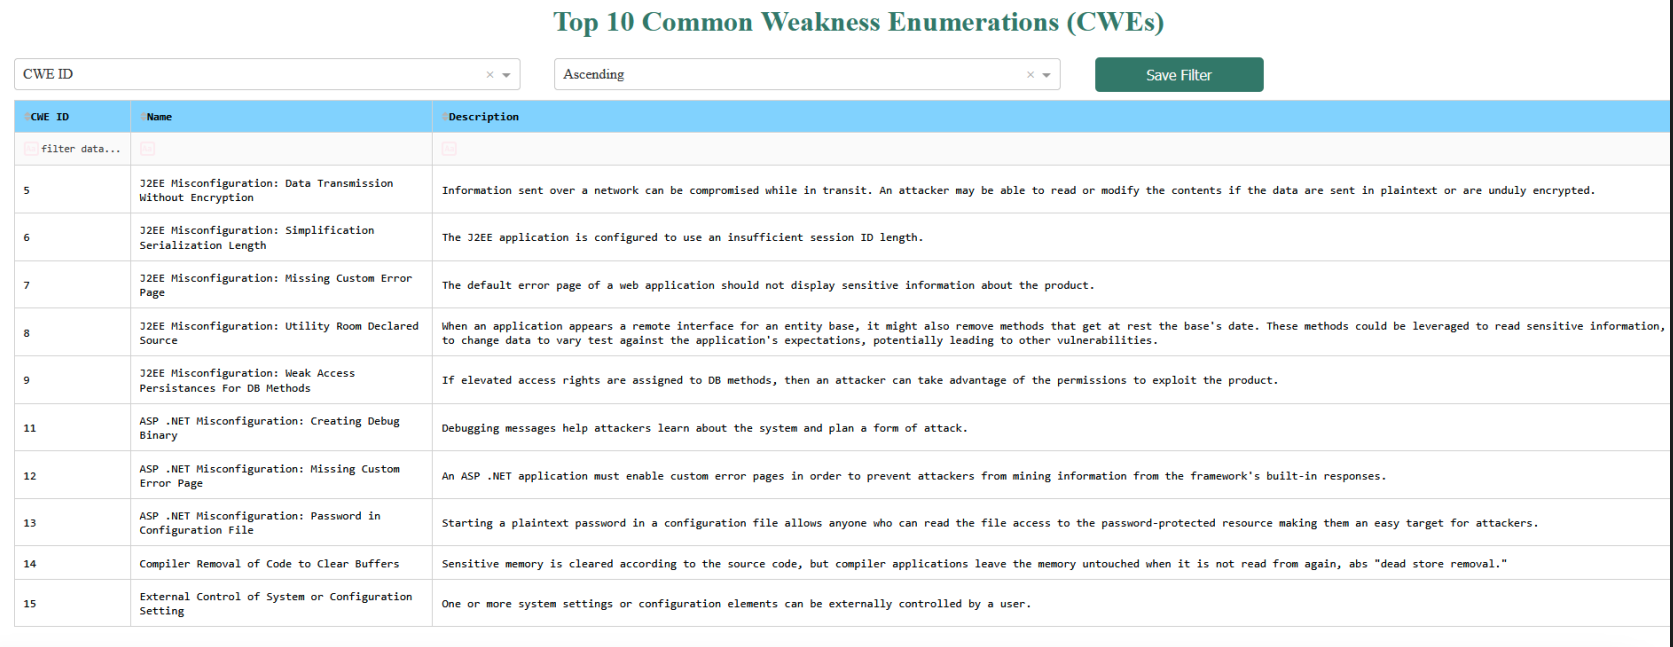 Top 10 Common Weakness Enumerations (CWEs)
CWE ID × Ascending × Save Filter
CWE ID Name Description
Aa filter data... Aa Aa
5 J2EE Misconfiguration: Data Transmission Without Encryption
Information sent over a network can be compromised while in transit. An attacker may be able to read or modify the contents if the data are sent in plaintext or are unduly encrypted.
6 J2EE Misconfiguration: Simplification
Serialization Length
The J2EE application is configured to use an insufficient session ID length.
7 J2EE Misconfiguration: Missing Custom Error
Page
The default error page of a web application should not display sensitive information about the product.
8 J2EE Misconfiguration: Utility Room Declared
Source
When an application appears a remote interface for an entity base, it might also remove methods that get at rest the base's date. These methods could be leveraged to read sensitive information,
to change data to vary test against the application's expectations, potentially leading to other vulnerabilities.
9 J2EE Misconfiguration: Weak Access
Persistances For DB Methods
If elevated access rights are assigned to DB methods, then an attacker can take advantage of the permissions to exploit the product.
11 ASP .NET Misconfiguration: Creating Debug
Binary
Debugging messages help attackers learn about the system and plan a form of attack.
12 ASP .NET Misconfiguration: Missing Custom
Error Page
An ASP .NET application must enable custom error pages in order to prevent attackers from mining information from the framework's built-in responses.
13 ASP .NET Misconfiguration: Password in
Configuration File
Starting a plaintext password in a configuration file allows anyone who can read the file access to the password-protected resource making them an easy target for attackers.
14 Compiler Removal of Code to Clear Buffers
Sensitive memory is cleared according to the source code, but compiler applications leave the memory untouched when it is not read from again, abs "dead store removal."
15 External Control of System or Configuration
Setting
One or more system settings or configuration elements can be externally controlled by a user.